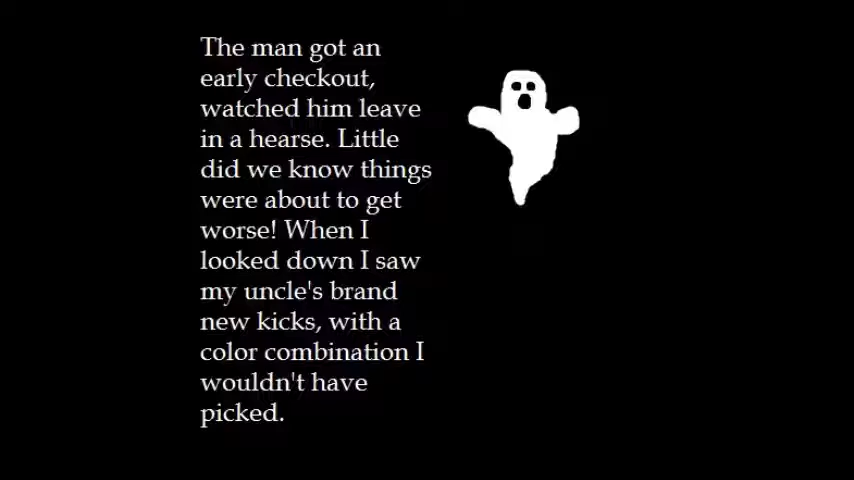 The man got an
early checkout,
watched him leave
in a hearse. Little
did we know things
were about to get
worse! When I
looked down I saw
my uncle's brand
new kicks, with a
color combination I
wouldn't have
picked.